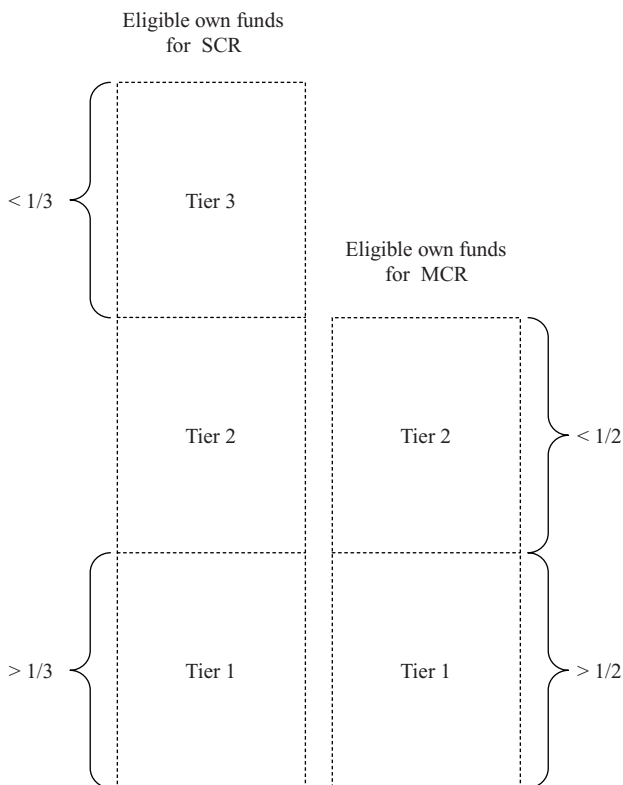 Eligible own funds
for SCR
< 1/3
Tier 3
Eligible own funds
for MCR
Tier 2
Tier 2
< 1/2
> 1/3
Tier 1
Tier 1
> 1/2